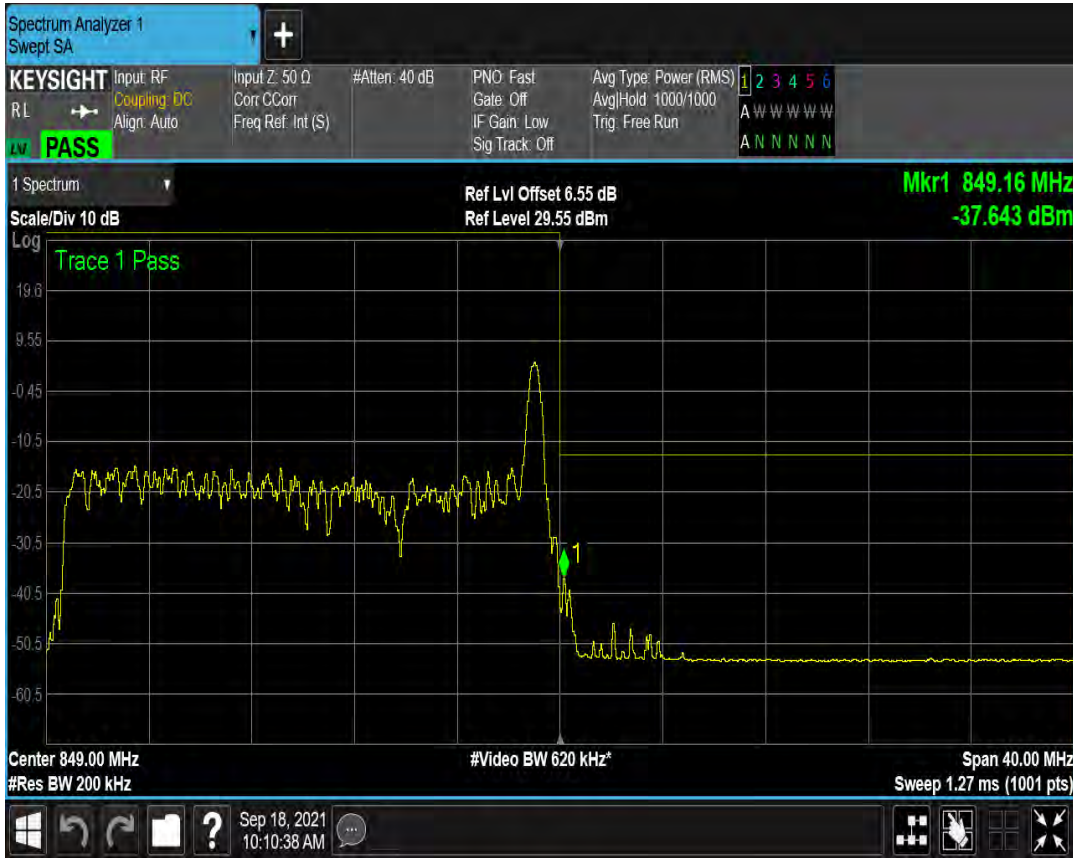 Spectrum Analyzer 1
Swept SA
+
KEYSIGHT Input: RF Input Z: 50 Ω #Atten: 40 dB PNO: Fast Avg Type: Power (RMS) 1 2 3 4 5 6
R L Coupling: DC Corr CCorr Gate: Off Avg|Hold: 1000/1000 A W W W W W
Align: Auto Freq Ref: Int (S) IF Gain: Low Trig: Free Run
PASS Sig Track: Off A N N N N N
1 Spectrum Ref Lvl Offset 6.55 dB Mkr1 849.16 MHz
Scale/Div 10 dB Ref Level 29.55 dBm -37.643 dBm
Log
Trace 1 Pass
19.6
9.55
-0.45
-10.5
-20.5
-30.5
1
-40.5
-50.5
-60.5
Center 849.00 MHz #Video BW 620 kHz* Span 40.00 MHz
#Res BW 200 kHz Sweep 1.27 ms (1001 pts)
? Sep 18, 2021
10:10:38 AM